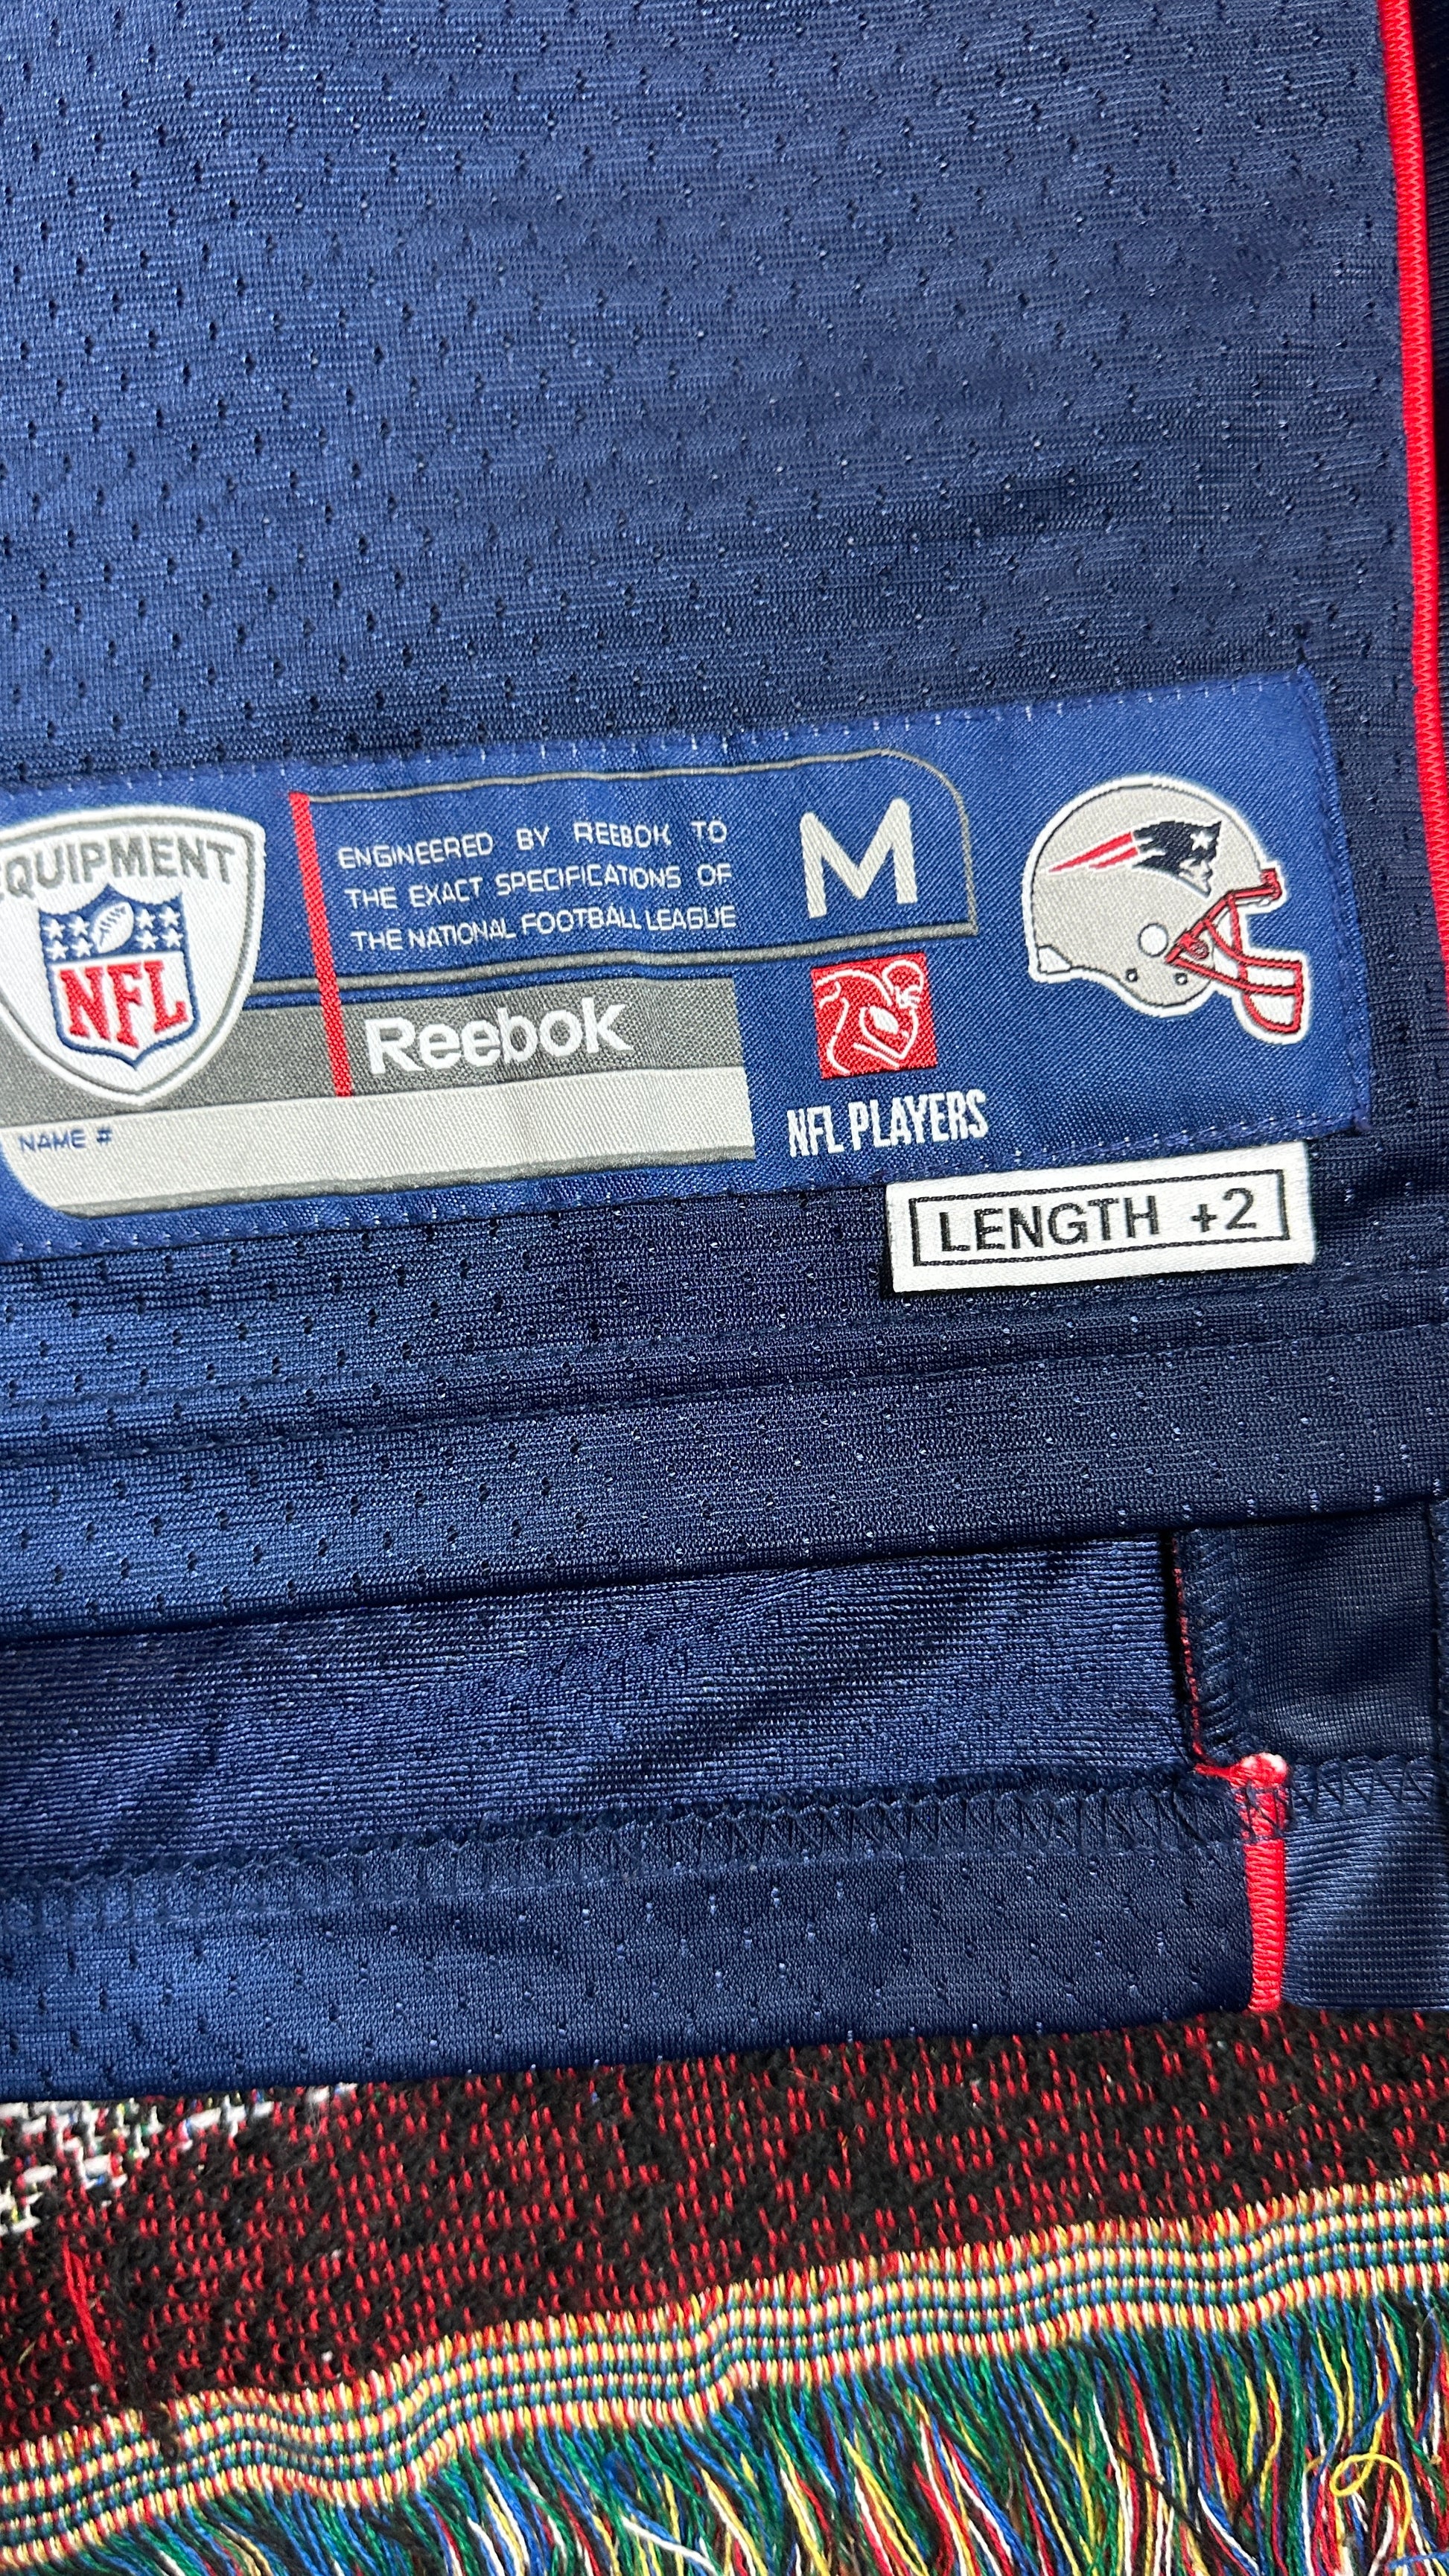 EQUIPMENT
NFL
ENGINEERED BY REEBOK TO
THE EXACT SPECIFICATIONS OF
THE NATIONAL FOOTBALL LEAGUE
M
Reebok
NAME #
NFL PLAYERS
LENGTH +2